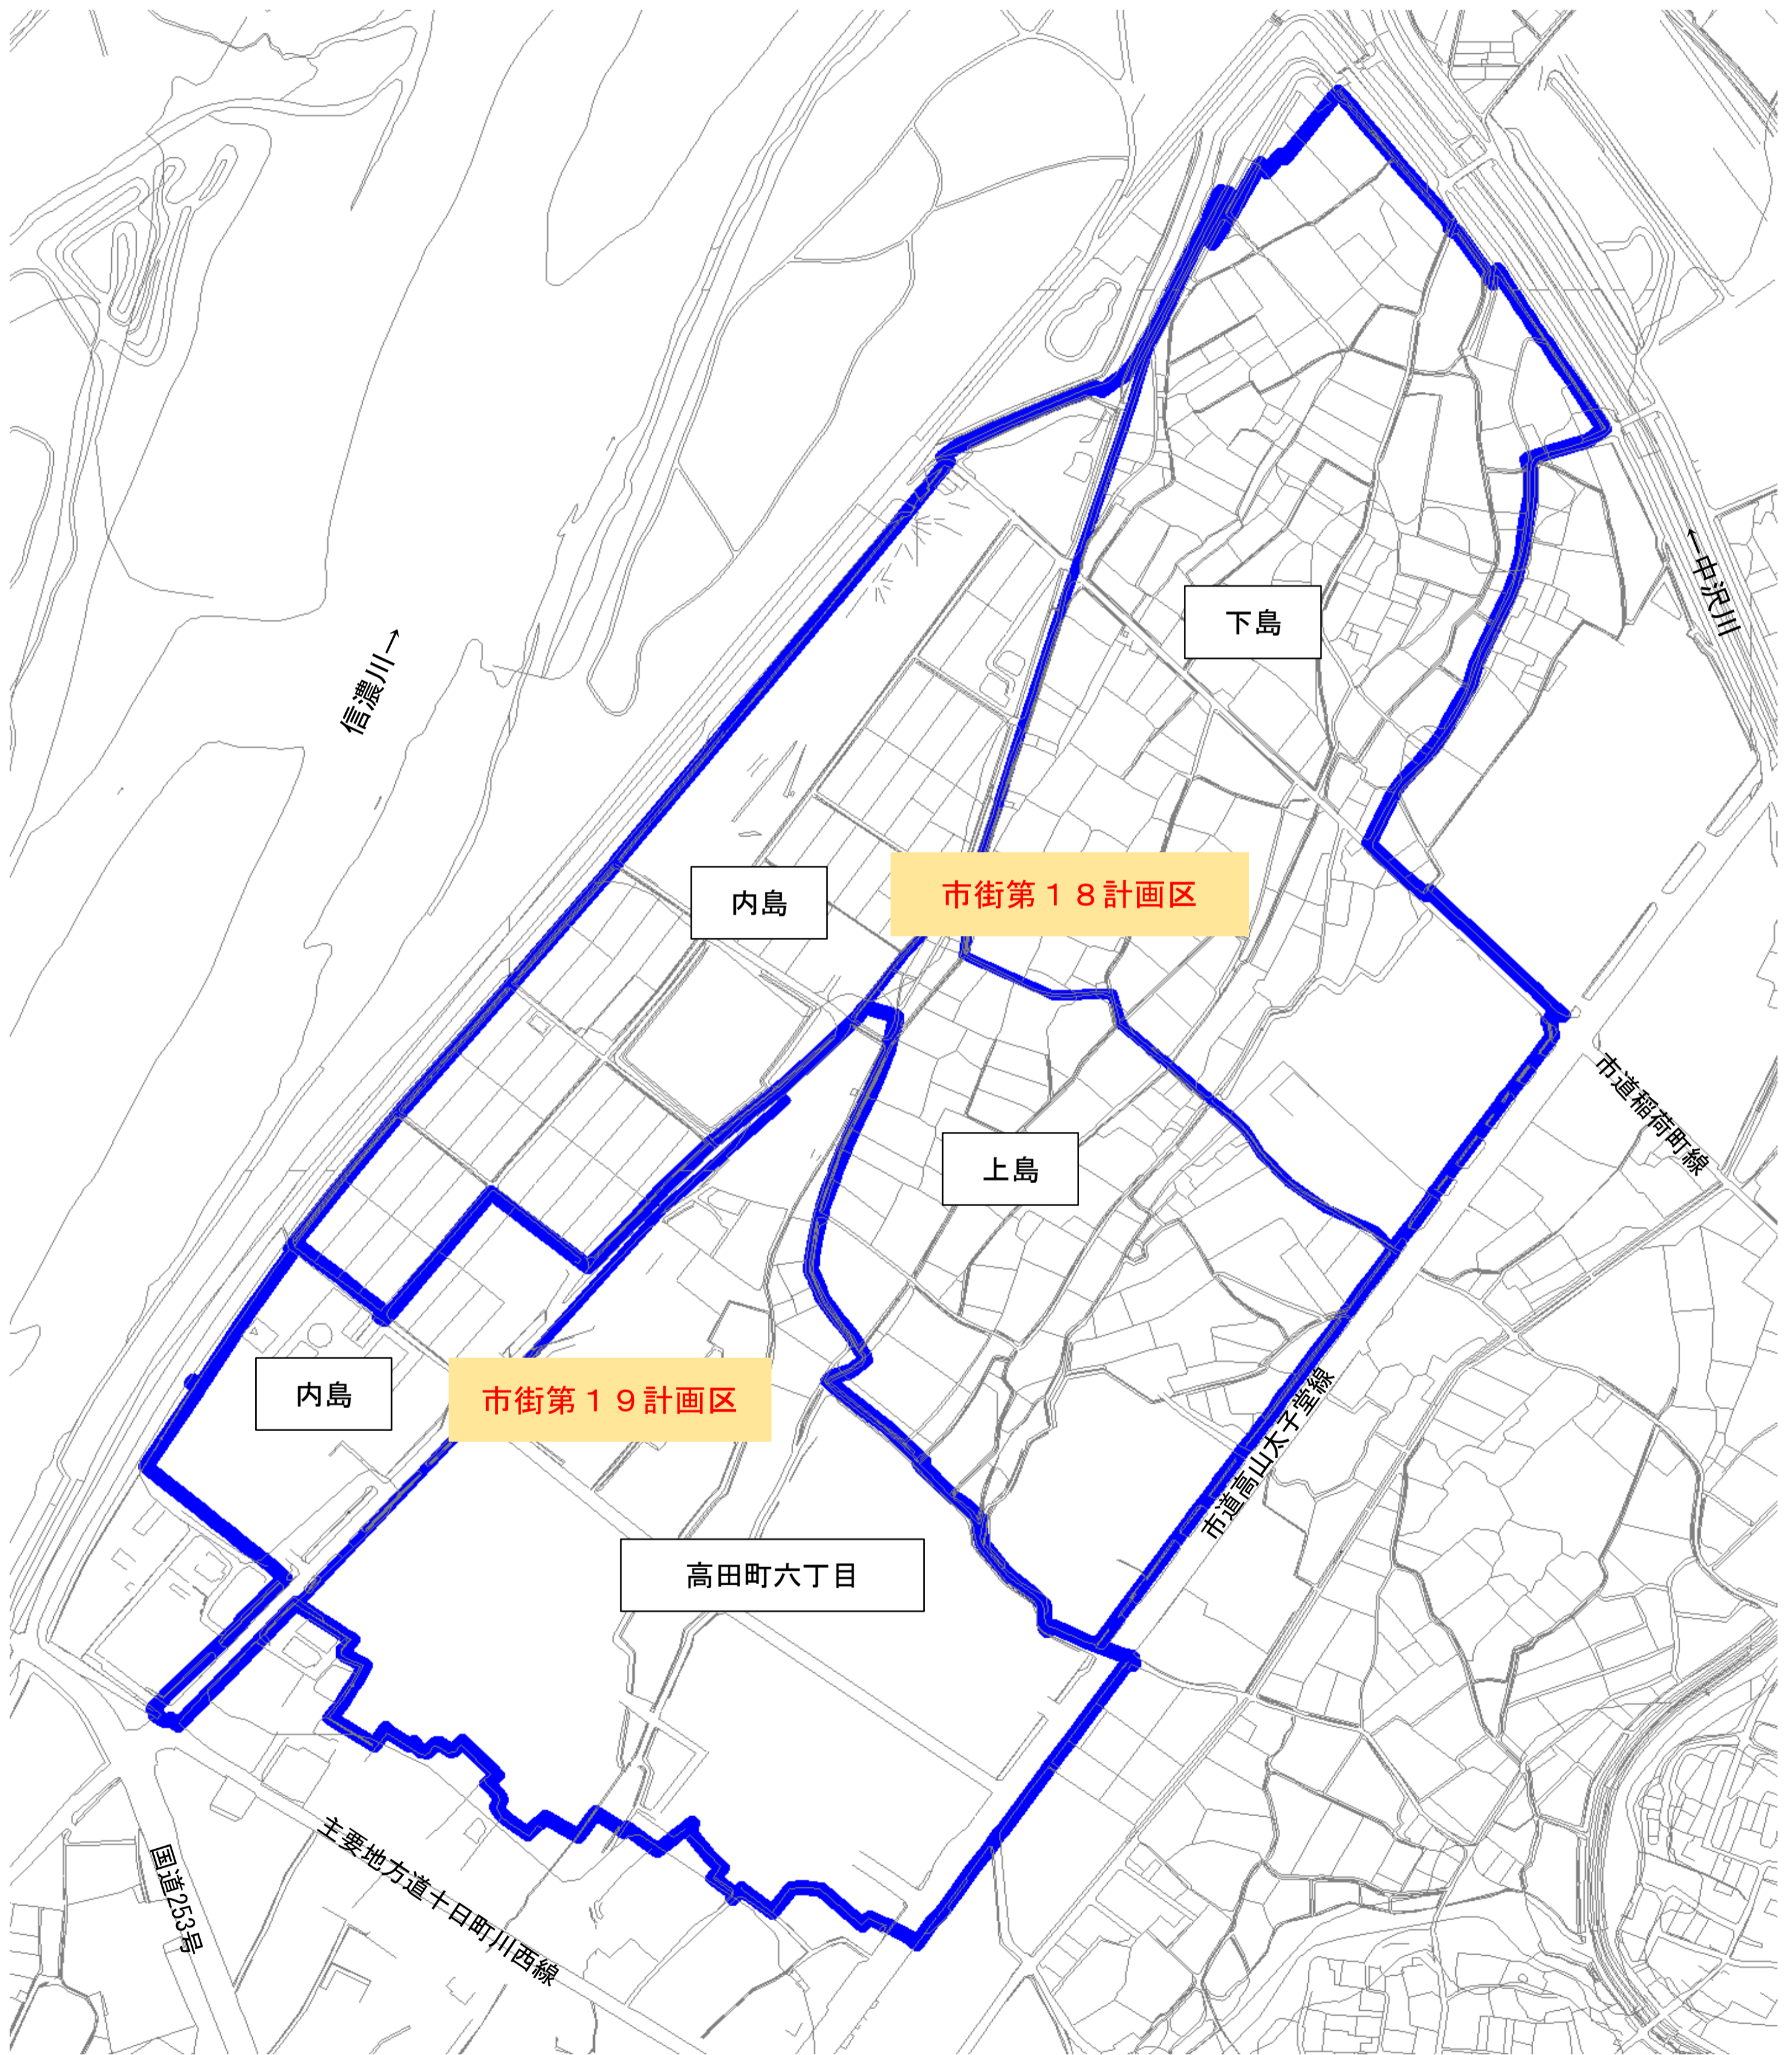 ←中沢川
下島
信濃川→
市街第１８計画区
内島
市道稲荷町線
上島
内島
市街第１９計画区
市道高山太子堂線
高田町六丁目
主要地方道十日町川西線
国道253号